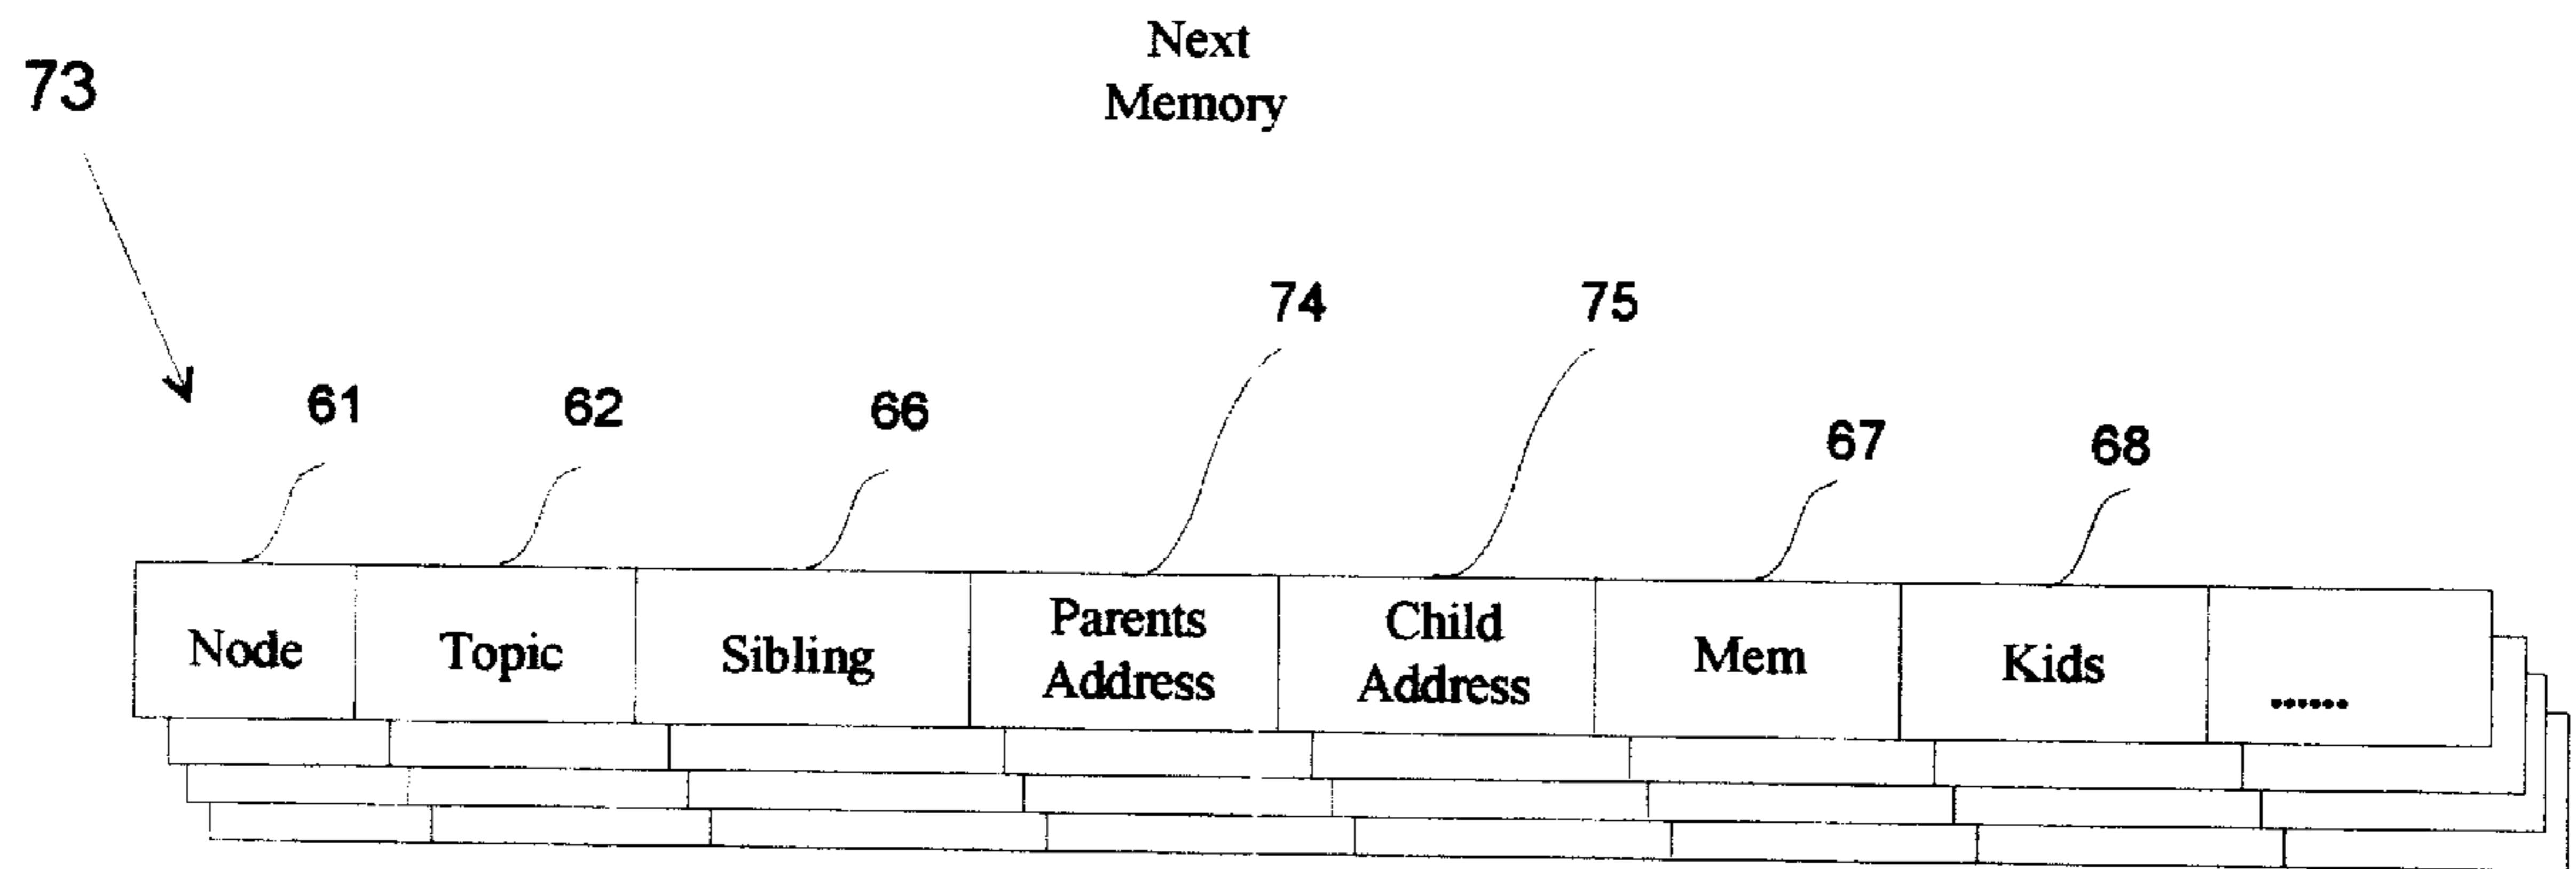 Next
Memory
73
74
75
61
62
66
67
68
Node
Topic
Sibling
Parents
Address
Child
Address
Mem
Kids
......